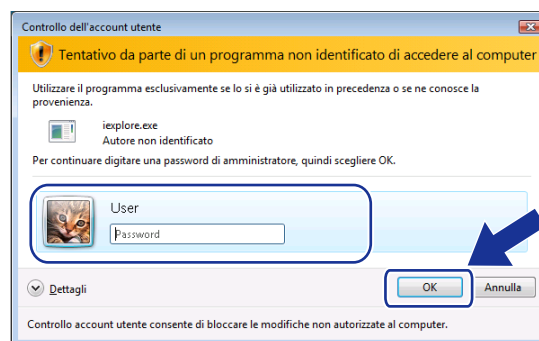 Controllo dell'account utente
Tentativo da parte di un programma non identificato di accedere al computer
Utilizzare il programma esclusivamente se lo si è già utilizzato in precedenza o se ne conosce la
provenienza.
iexplore.exe
Autore non identificato
Per continuare digitare una password di amministratore, quindi scegliere OK.
User
Password
Dettagli
OK
Annulla
Controllo account utente consente di bloccare le modifiche non autorizzate al computer.